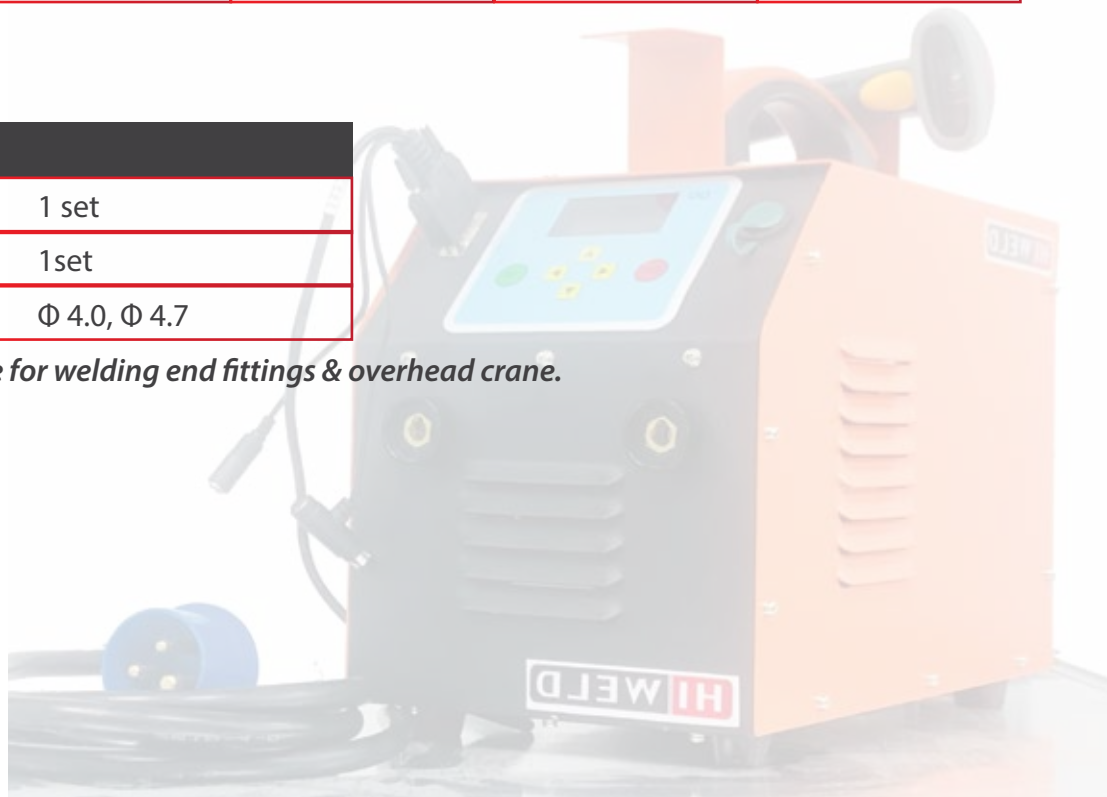 1 set
1set
Φ 4.0, Φ 4.7
e for welding end fittings & overhead crane.
HI WELD
HI WELD